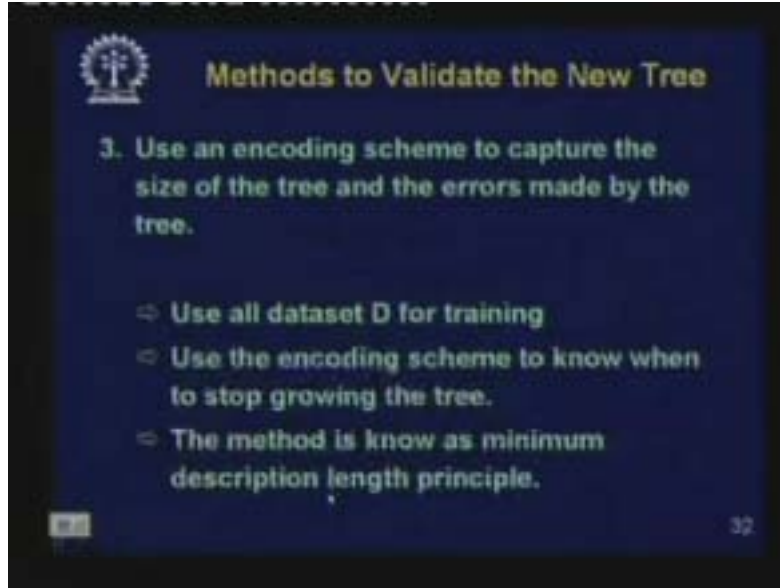 Methods to Validate the New Tree
3. Use an encoding scheme to capture the
size of the tree and the errors made by the
tree.
⇨ Use all dataset D for training
⇨ Use the encoding scheme to know when
to stop growing the tree.
⇨ The method is know as minimum
description length principle.
32